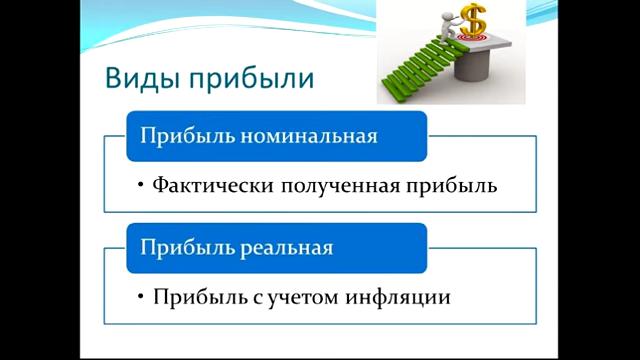 Виды прибыли
Прибыль номинальная
• Фактически полученная прибыль
Прибыль реальная
• Прибыль с учетом инфляции